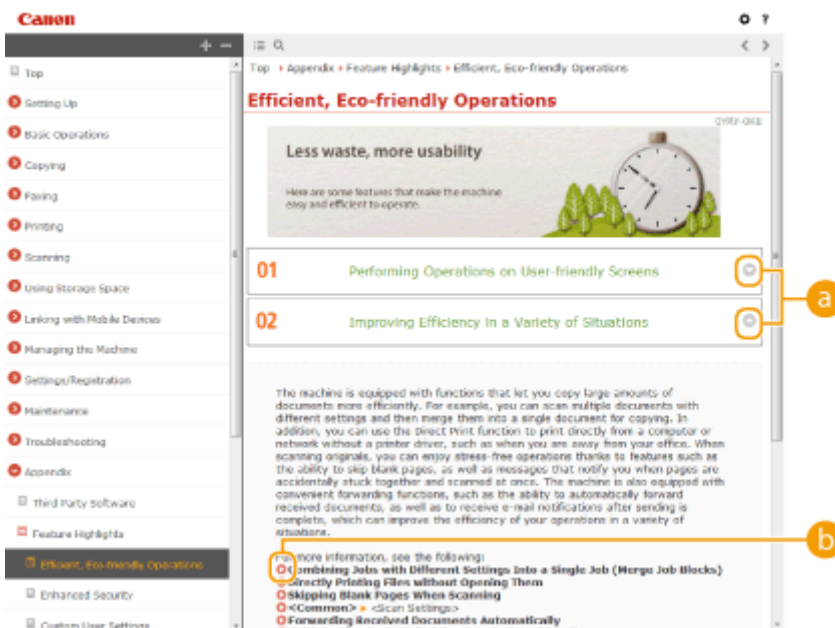 Canon
?
+ −
< >
Top
Setting Up
Basic Operations
Copying
Faxing
Printing
Scanning
Using Storage Space
Linking with Mobile Devices
Managing the Machine
Settings/Registration
Maintenance
Troubleshooting
Appendix
Third Party Software
Feature Highlights
Efficient, Eco-friendly Operations
Enhanced Security
Custom User Settings
Top › Appendix › Feature Highlights › Efficient, Eco-friendly Operations
Efficient, Eco-friendly Operations
Less waste, more usability
Here are some features that make the machine
easy and efficient to operate.
01 Performing Operations on User-friendly Screens
02 Improving Efficiency in a Variety of Situations
a
The machine is equipped with functions that let you copy large amounts of
documents more efficiently. For example, you can scan multiple documents with
different settings and then merge them into a single document for copying. In
addition, you can use the Direct Print function to print directly from a computer or
network without a printer driver, such as when you are away from your office. When
scanning originals, you can enjoy stress-free operations thanks to features such as
the ability to skip blank pages, as well as messages that notify you when pages are
accidentally stuck together and scanned at once. The machine is also equipped with
convenient forwarding functions, such as the ability to automatically forward
received documents, as well as to receive e-mail notifications after sending is
complete, which can improve the efficiency of your operations in a variety of
situations.
For more information, see the following:
Combining Jobs with Different Settings Into a Single Job (Merge Job Blocks)
Directly Printing Files without Opening Them
Skipping Blank Pages When Scanning
<Common> ▸ <Scan Settings>
Forwarding Received Documents Automatically
b